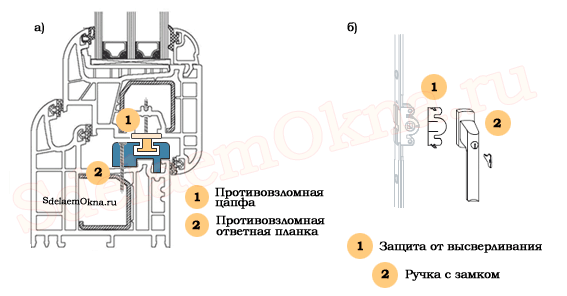 а)
б)
1
2
SdelaemOkna.ru
1 Противовзломная
цапфа
2 Противовзломная
ответная планка
1
2
1 Защита от высверливания
2 Ручка с замком
SdelaemOkna.ru